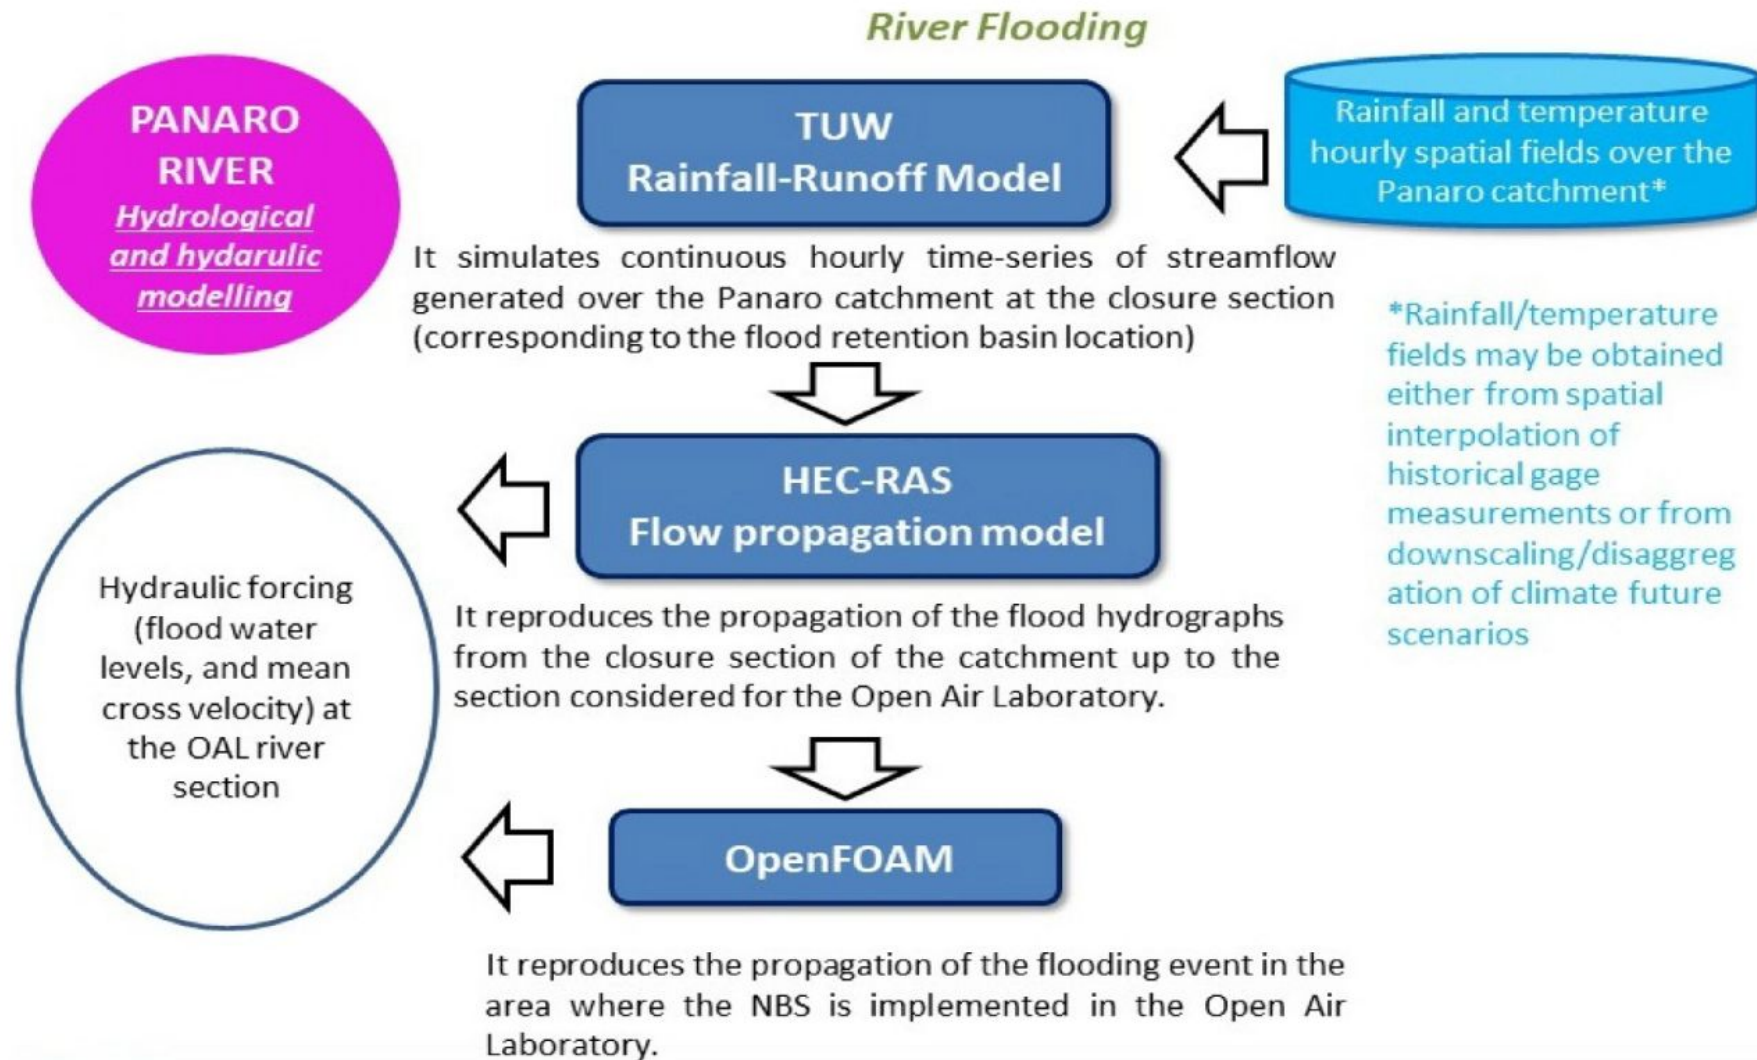 River Flooding
PANARO
RIVER
Hydrological
and hydarulic
modelling
TUW
Rainfall-Runoff Model
Rainfall and temperature
hourly spatial fields over the
Panaro catchment*
It simulates continuous hourly time-series of streamflow
generated over the Panaro catchment at the closure section
(corresponding to the flood retention basin location)
*Rainfall/temperature
fields may be obtained
either from spatial
interpolation of
historical gage
measurements or from
downscaling/disaggreg
ation of climate future
scenarios
HEC-RAS
Flow propagation model
Hydraulic forcing
(flood water
levels, and mean
cross velocity) at
the OAL river
section
It reproduces the propagation of the flood hydrographs
from the closure section of the catchment up to the
section considered for the Open Air Laboratory.
OpenFOAM
It reproduces the propagation of the flooding event in the
area where the NBS is implemented in the Open Air
Laboratory.